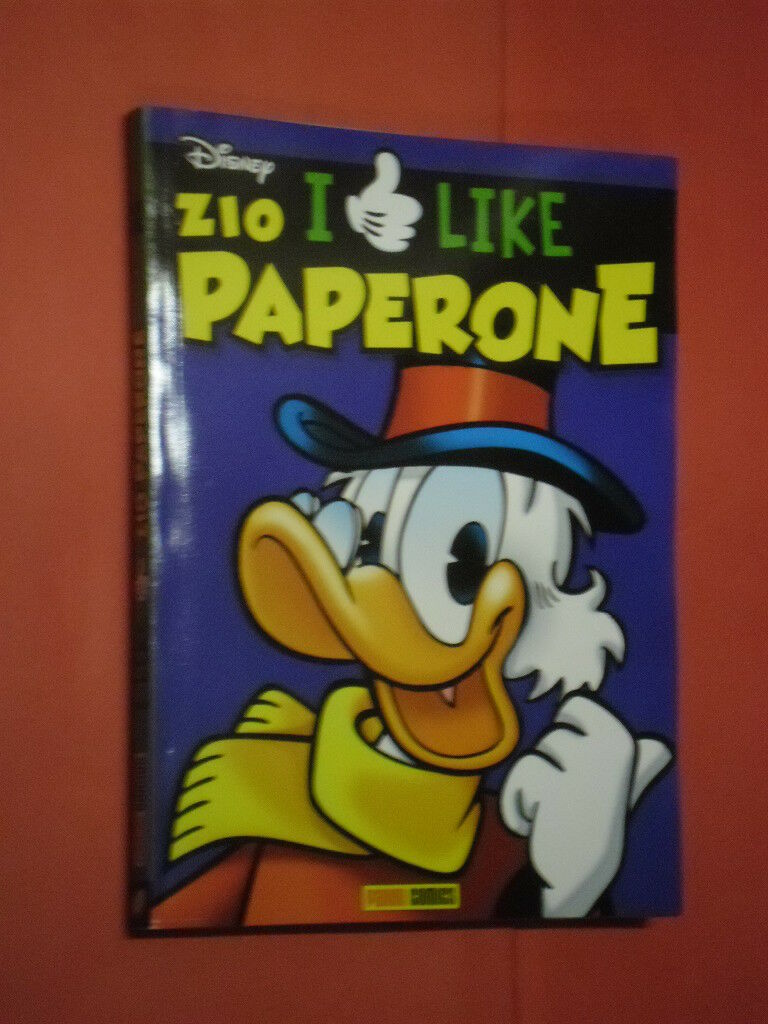 Disney
ZIO I LIKE
PAPERONE
PANINI COMICS